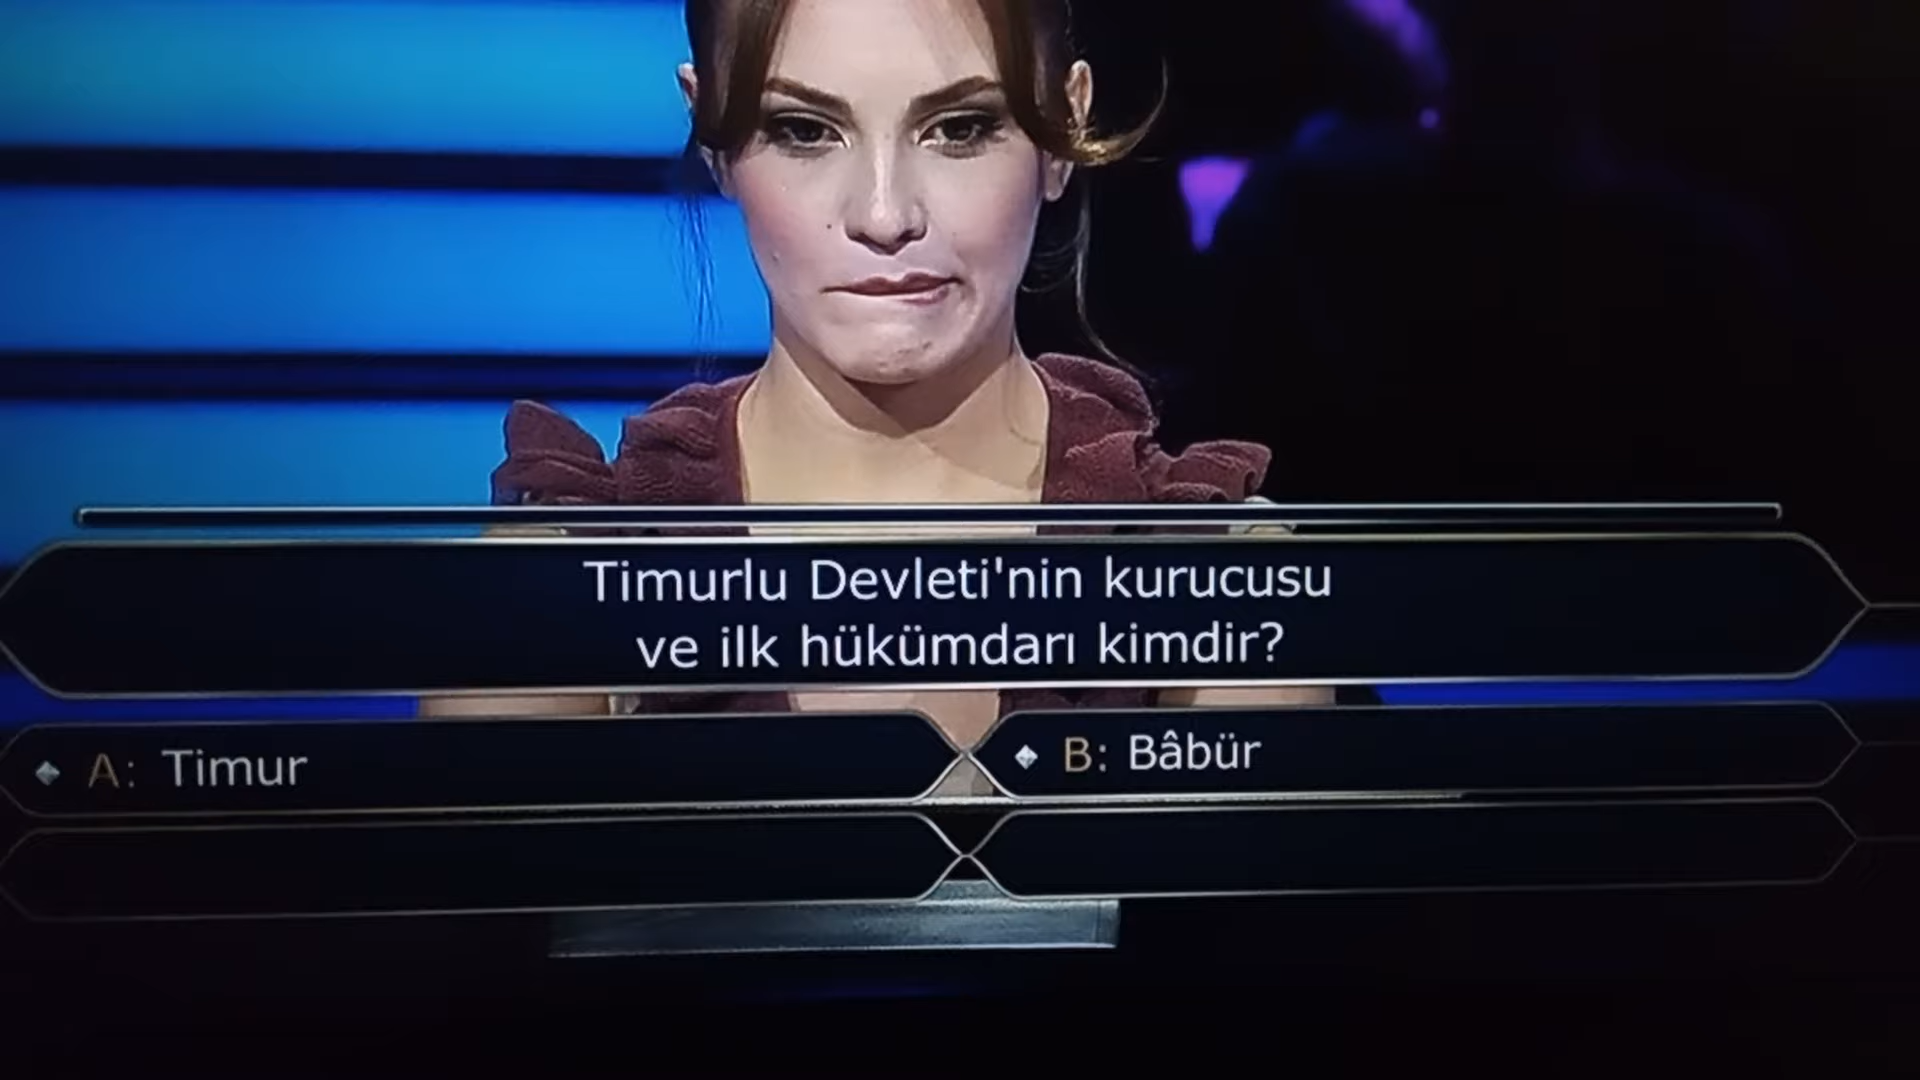 Timurlu Devleti'nin kurucusu
ve ilk hükümdarı kimdir?
A: Timur
B: Bâbür